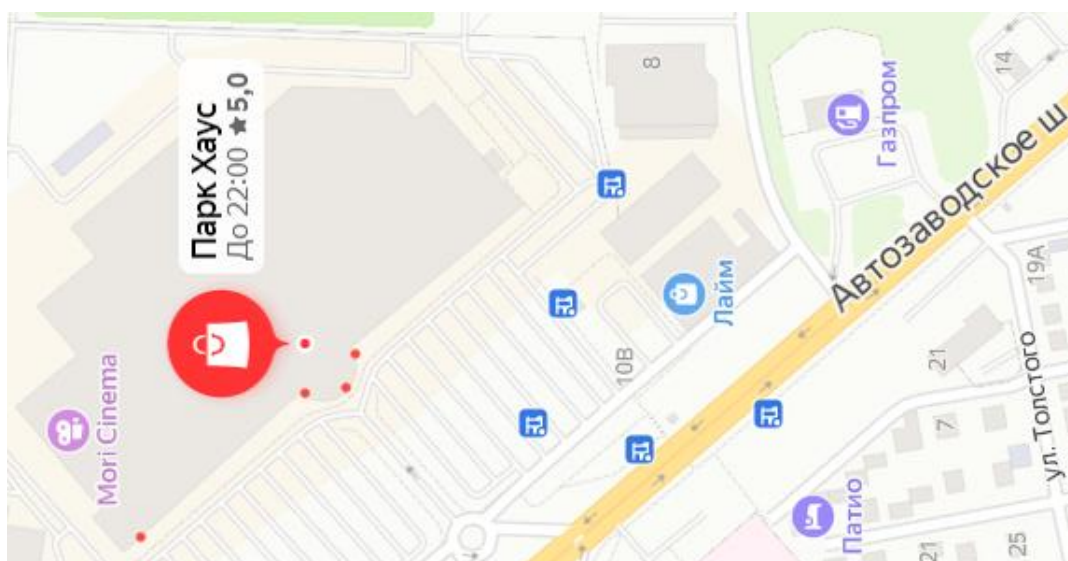 Парк Хаус
До 22:00 ★5,0
Mori Cinema
8
14
Газпром
Автозаводское ш
Лайм
10В
19А
21
ул. Толстого
7
Патио
21
25